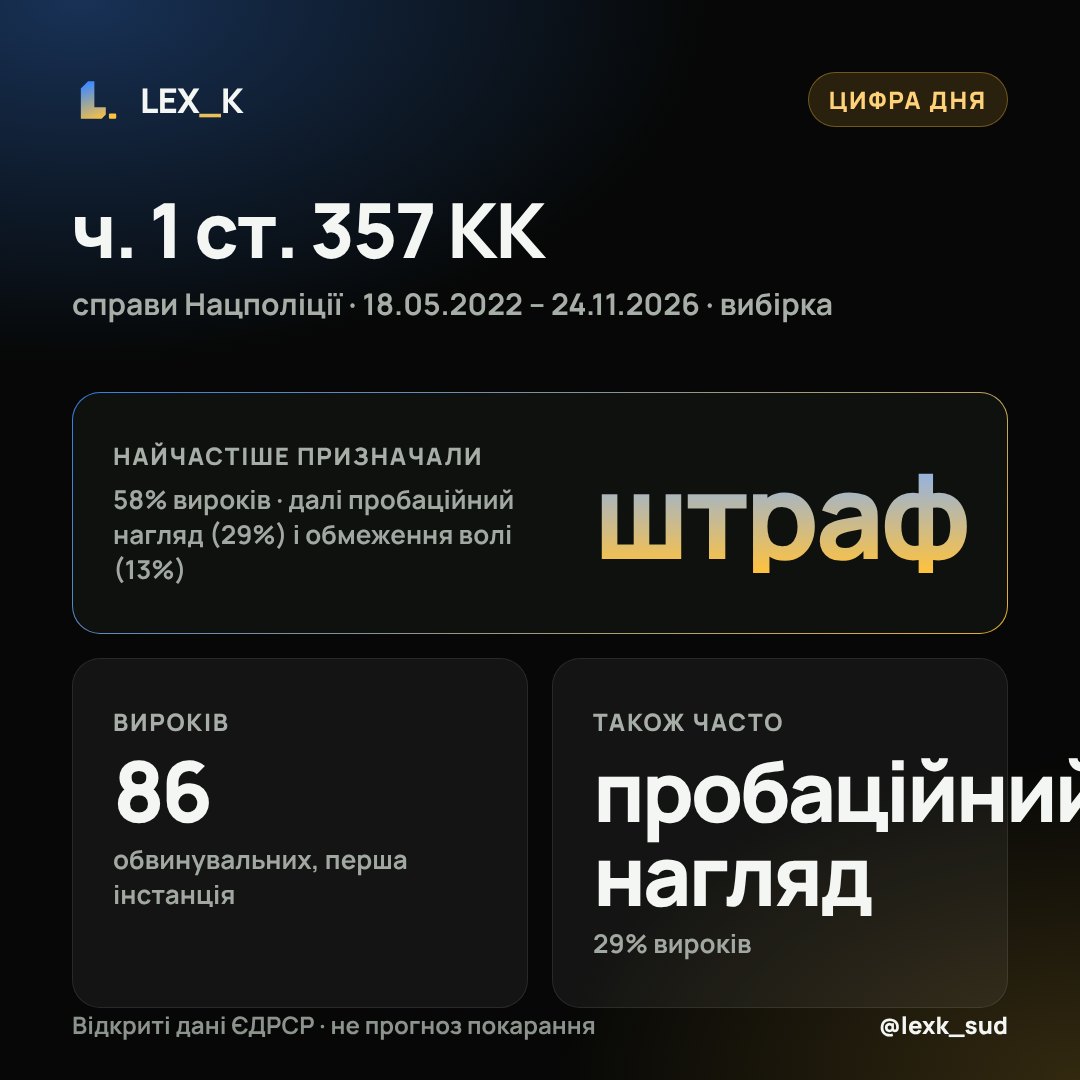 LEX_K
ЦИФРА ДНЯ
ч. 1 ст. 357 КК
справи Нацполіції · 18.05.2022 – 24.11.2026 · вибірка
НАЙЧАСТІШЕ ПРИЗНАЧАЛИ
58% вироків · далі пробаційний
нагляд (29%) і обмеження волі
(13%)
штраф
ВИРОКІВ
86
обвинувальних, перша
інстанція
ТАКОЖ ЧАСТО
пробаційний
нагляд
29% вироків
Відкриті дані ЄДРСР · не прогноз покарання
@lexk_sud